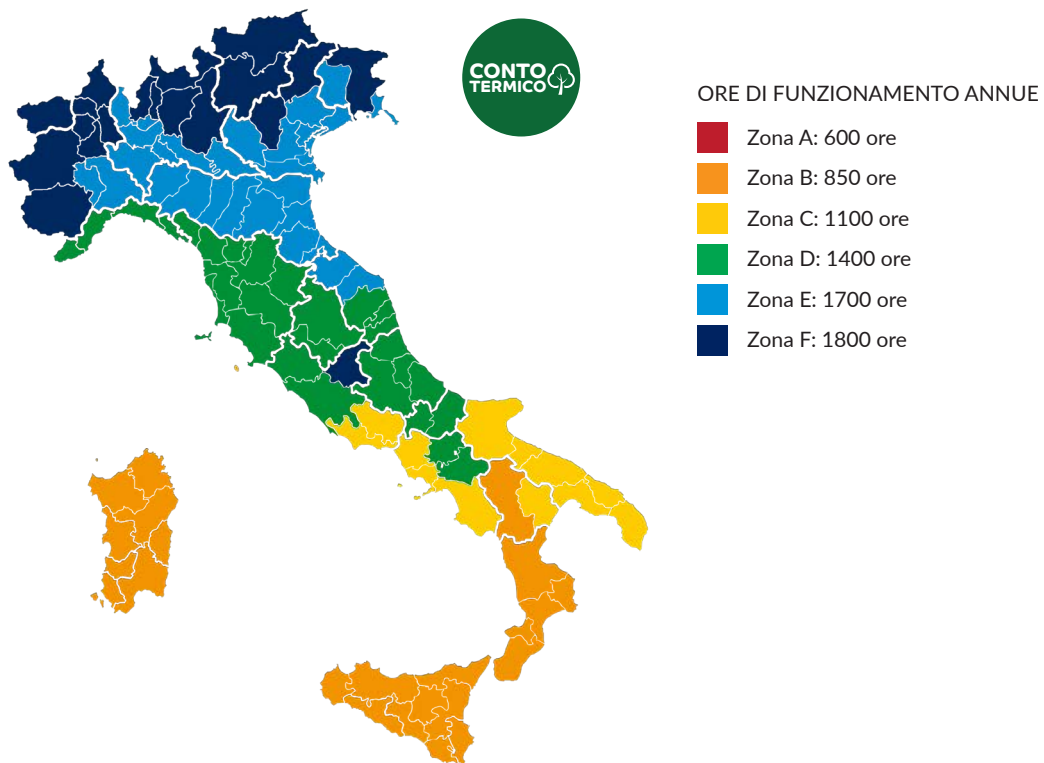 CONTO
TERMICO
ORE DI FUNZIONAMENTO ANNUE
Zona A: 600 ore
Zona B: 850 ore
Zona C: 1100 ore
Zona D: 1400 ore
Zona E: 1700 ore
Zona F: 1800 ore